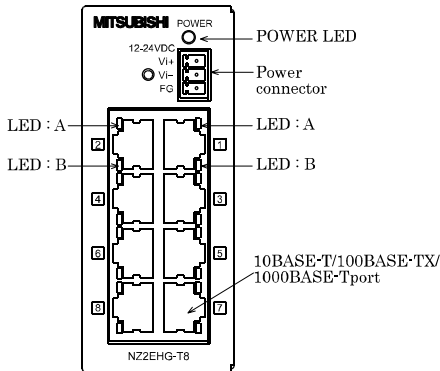 MITSUBISHI POWER
POWER LED
12-24VDC
Vi+
Vi−
FG
Power
connector
LED : A
LED : A
2
1
LED : B
LED : B
4
3
6
5
10BASE-T/100BASE-TX/
1000BASE-Tport
8
7
NZ2EHG-T8